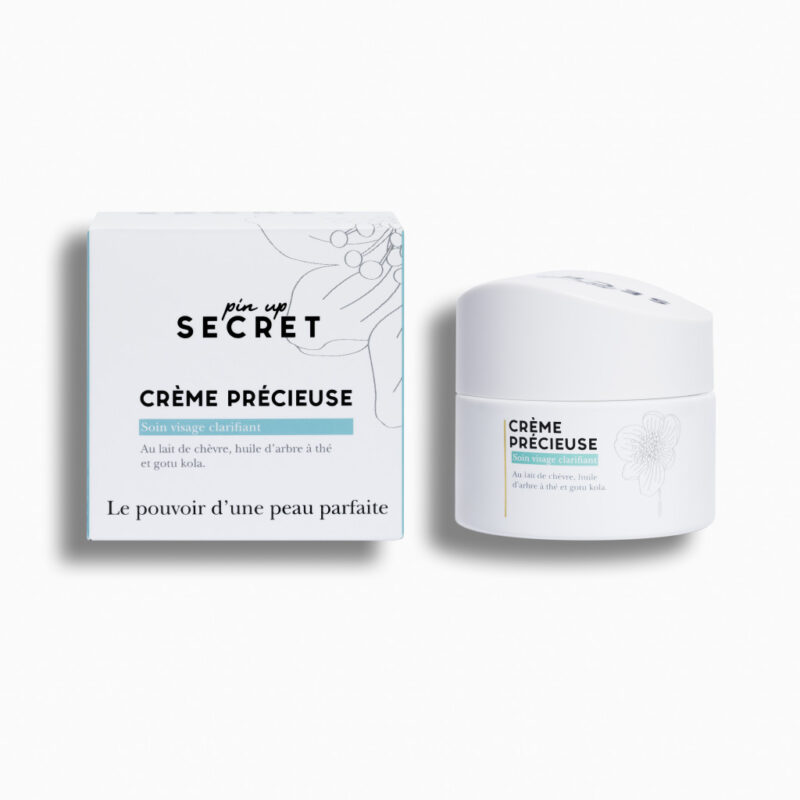 pin up
SECRET
CRÈME PRÉCIEUSE
Soin visage clarifiant
Au lait de chèvre, huile d'arbre à thé
et gotu kola.
Le pouvoir d'une peau parfaite
CRÈME
PRÉCIEUSE
Soin visage clarifiant
Au lait de chèvre, huile
d'arbre à thé et gotu kola.